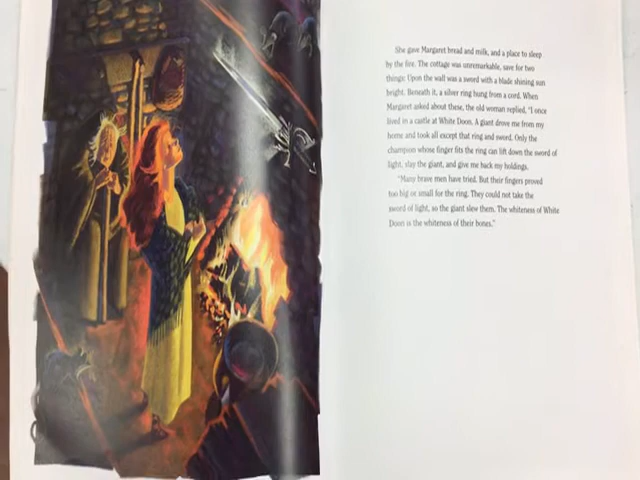 She gave Margaret bread and milk, and a place to sleep
by the fire. The cottage was unremarkable, save for two
things: Upon the wall was a sword with a blade shining sun
bright. Beneath it, a silver ring hung from a cord. When
Margaret asked about these, the old woman replied, "I once
lived in a castle at White Doon. A giant drove me from my
home and took all except that ring and sword. Only the
champion whose finger fits the ring can lift down the sword of
light, slay the giant, and give me back my holdings.
"Many brave men have tried. But their fingers proved
too big or small for the ring. They could not take the
sword of light, so the giant slew them. The whiteness of White
Doon is the whiteness of their bones."